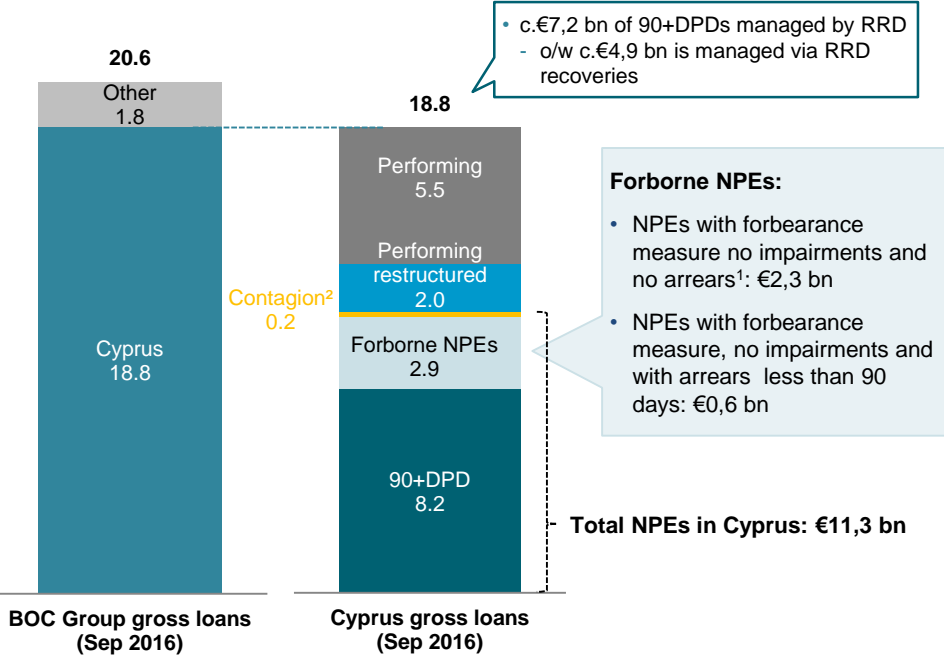 • c.€7,2 bn of 90+DPDs managed by RRD
- o/w c.€4,9 bn is managed via RRD
recoveries
20.6
Other
1.8
Cyprus
18.8
BOC Group gross loans
(Sep 2016)
18.8
Performing
5.5
Performing
restructured
2.0
Contagion²
0.2
Forborne NPEs
2.9
90+DPD
8.2
Cyprus gross loans
(Sep 2016)
Forborne NPEs:
• NPEs with forbearance
measure no impairments and
no arrears¹: €2,3 bn
• NPEs with forbearance
measure, no impairments and
with arrears less than 90
days: €0,6 bn
Total NPEs in Cyprus: €11,3 bn